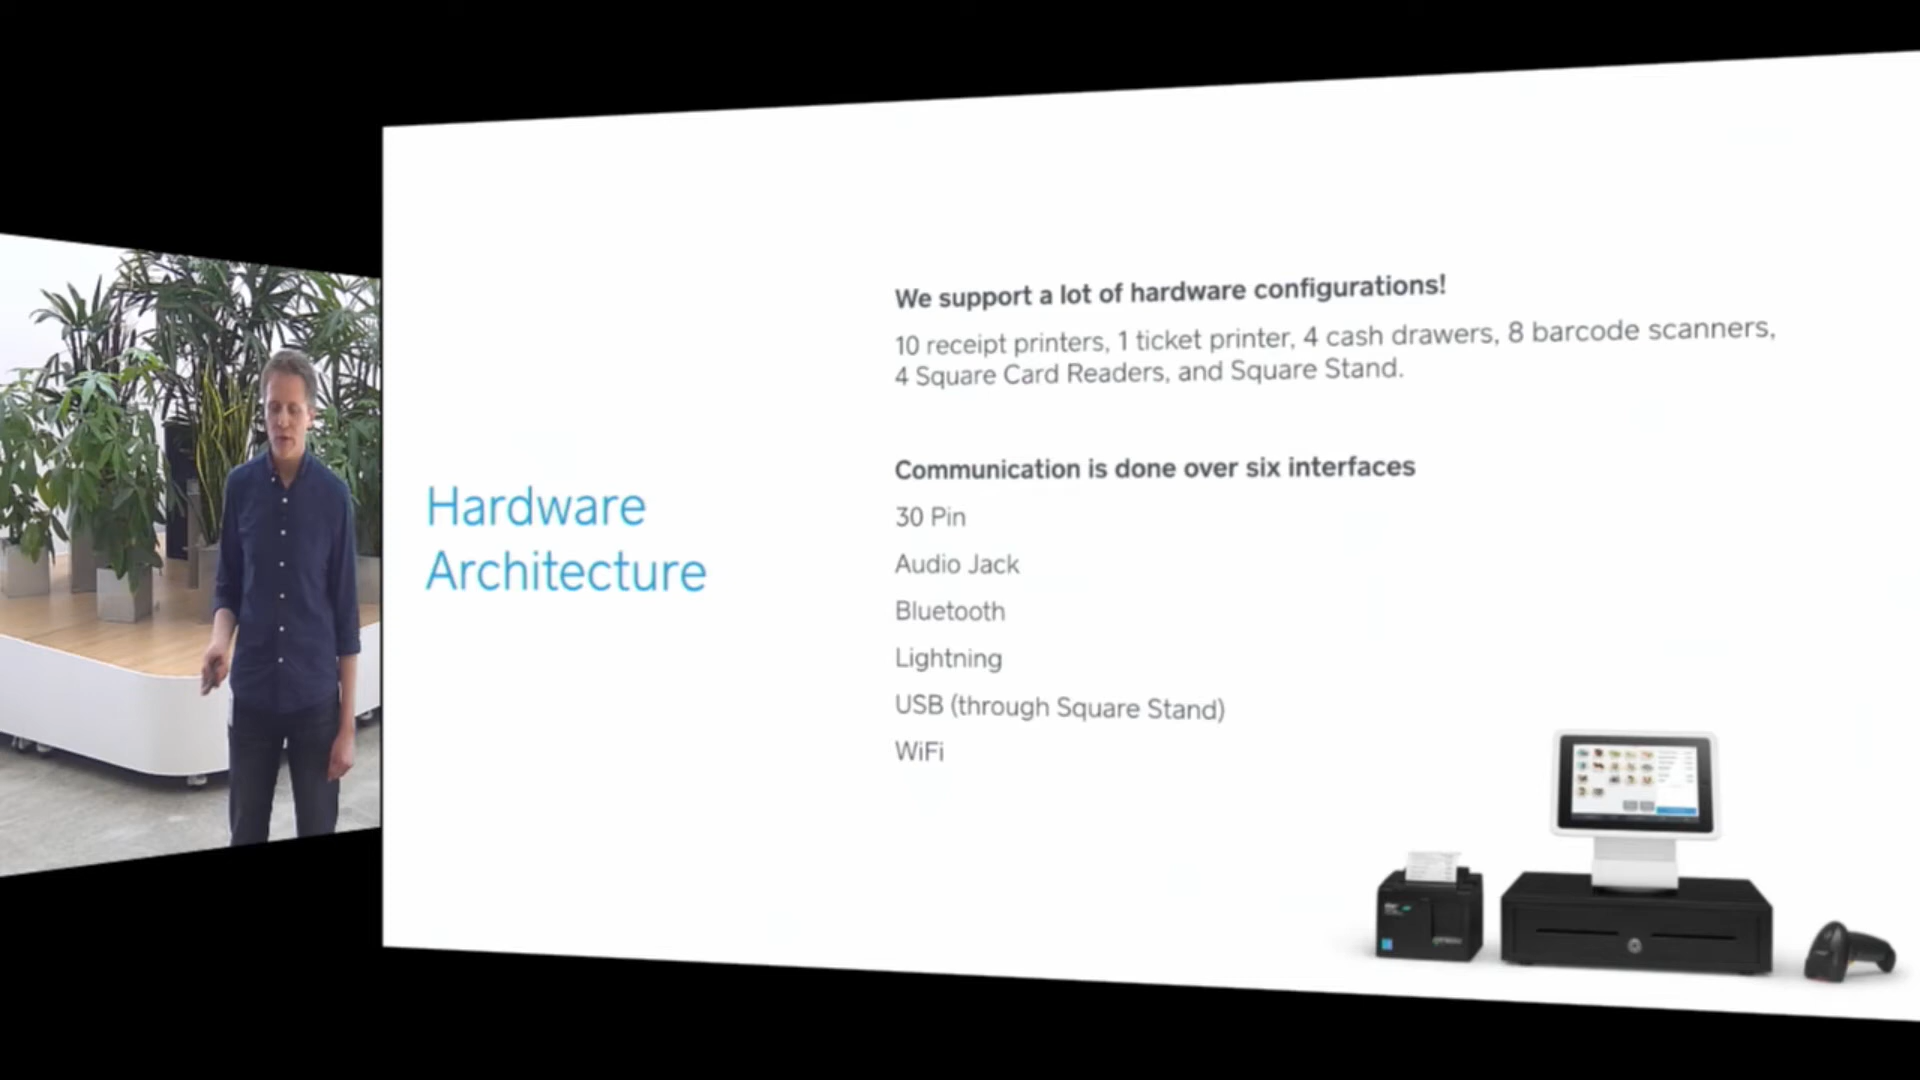 Hardware
Architecture
We support a lot of hardware configurations!
10 receipt printers, 1 ticket printer, 4 cash drawers, 8 barcode scanners,
4 Square Card Readers, and Square Stand.
Communication is done over six interfaces
30 Pin
Audio Jack
Bluetooth
Lightning
USB (through Square Stand)
WiFi